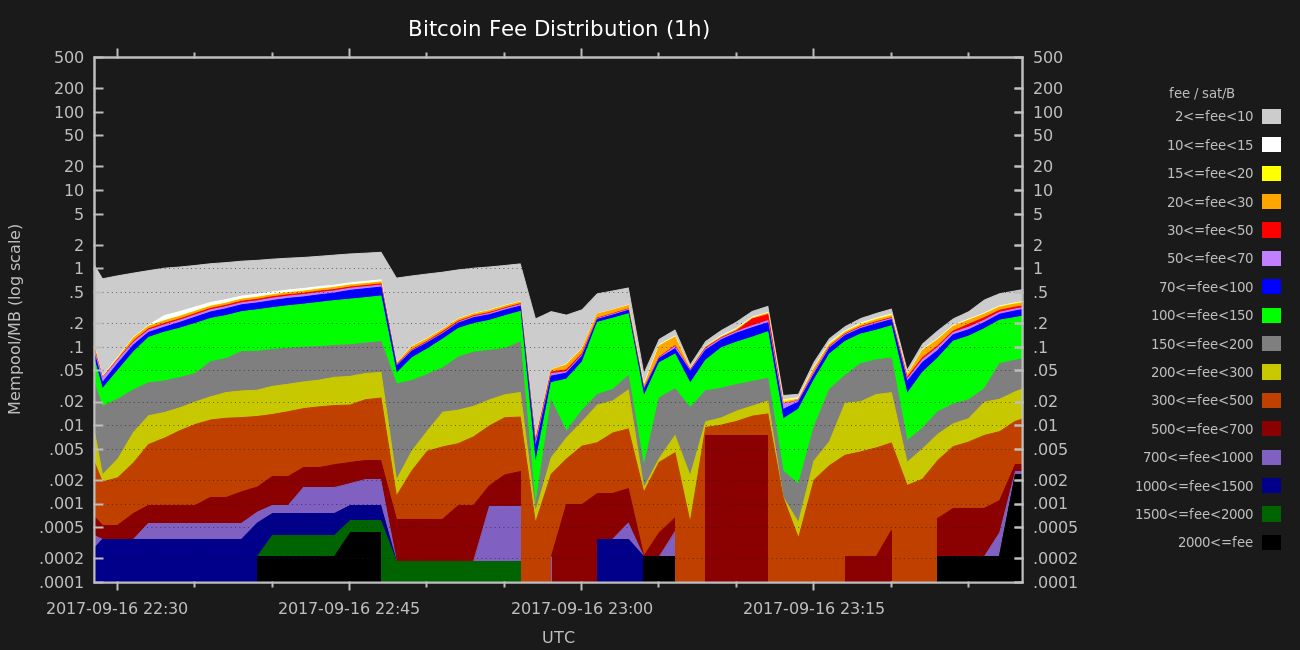 Bitcoin Fee Distribution (1h)
Mempool/MB (log scale)
500
200
100
50
20
10
5
2
1
.5
.2
.1
.05
.02
.01
.005
.002
.001
.0005
.0002
.0001
500
200
100
50
20
10
5
2
1
.5
.2
.1
.05
.02
.01
.005
.002
.001
.0005
.0002
.0001
2017-09-16 22:30
2017-09-16 22:45
2017-09-16 23:00
2017-09-16 23:15
UTC
fee / sat/B
2<=fee<10
10<=fee<15
15<=fee<20
20<=fee<30
30<=fee<50
50<=fee<70
70<=fee<100
100<=fee<150
150<=fee<200
200<=fee<300
300<=fee<500
500<=fee<700
700<=fee<1000
1000<=fee<1500
1500<=fee<2000
2000<=fee